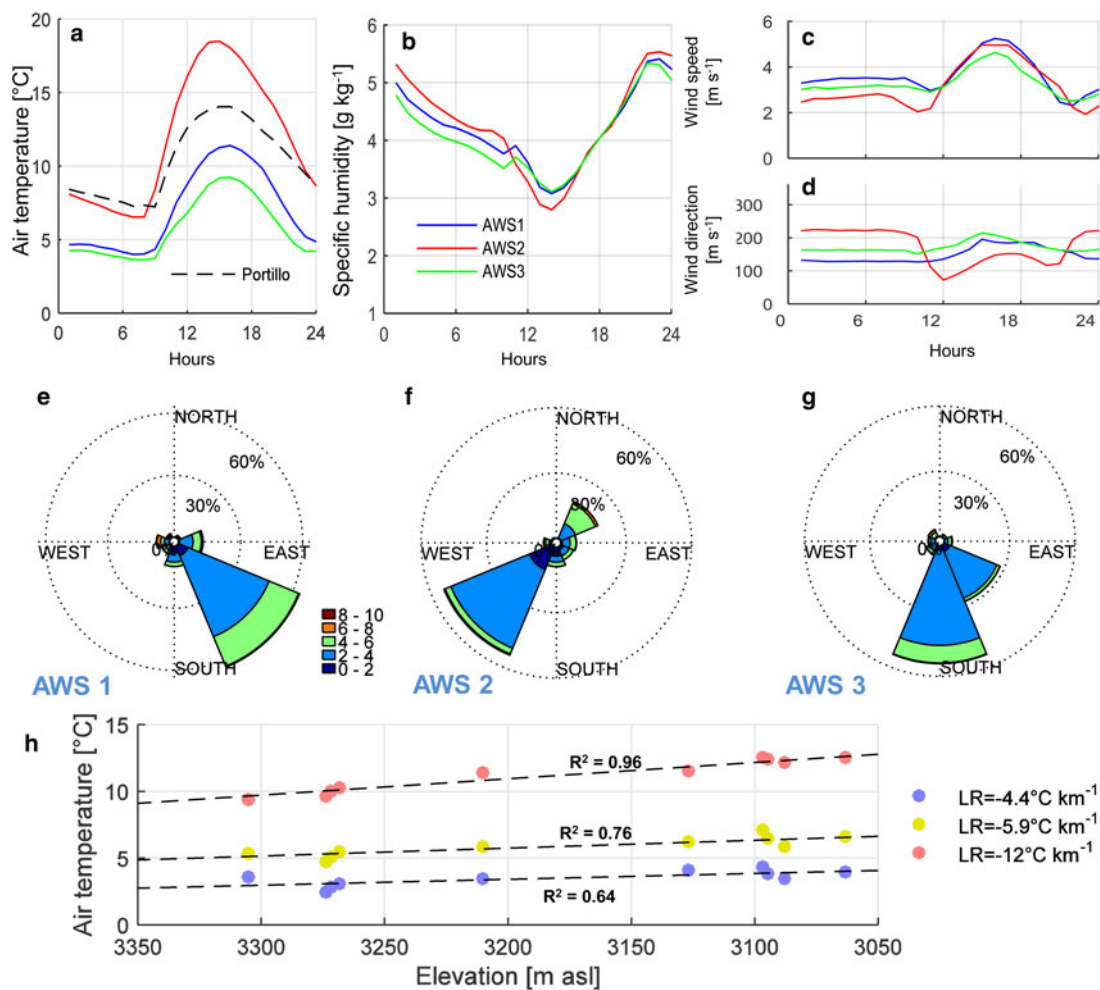 a
Air temperature [°C]
20
15
10
5
0
Portillo
0
6
12
18
24
Hours
b
Specific humidity [g kg⁻¹]
6
5
4
3
2
1
AWS1
AWS2
AWS3
0
6
12
18
24
Hours
c
Wind speed
[m s⁻¹]
6
4
2
0
d
Wind direction
[m s⁻¹]
300
200
100
0
0
6
12
18
24
Hours
e
NORTH
60%
30%
WEST
0%
EAST
SOUTH
AWS 1
8 - 10
6 - 8
4 - 6
2 - 4
0 - 2
f
NORTH
60%
30%
WEST
EAST
SOUTH
AWS 2
g
NORTH
60%
30%
WEST
EAST
SOUTH
AWS 3
h
Air temperature [°C]
15
10
5
0
R² = 0.96
R² = 0.76
R² = 0.64
3350
3300
3250
3200
3150
3100
3050
Elevation [m asl]
LR=-4.4°C km⁻¹
LR=-5.9°C km⁻¹
LR=-12°C km⁻¹